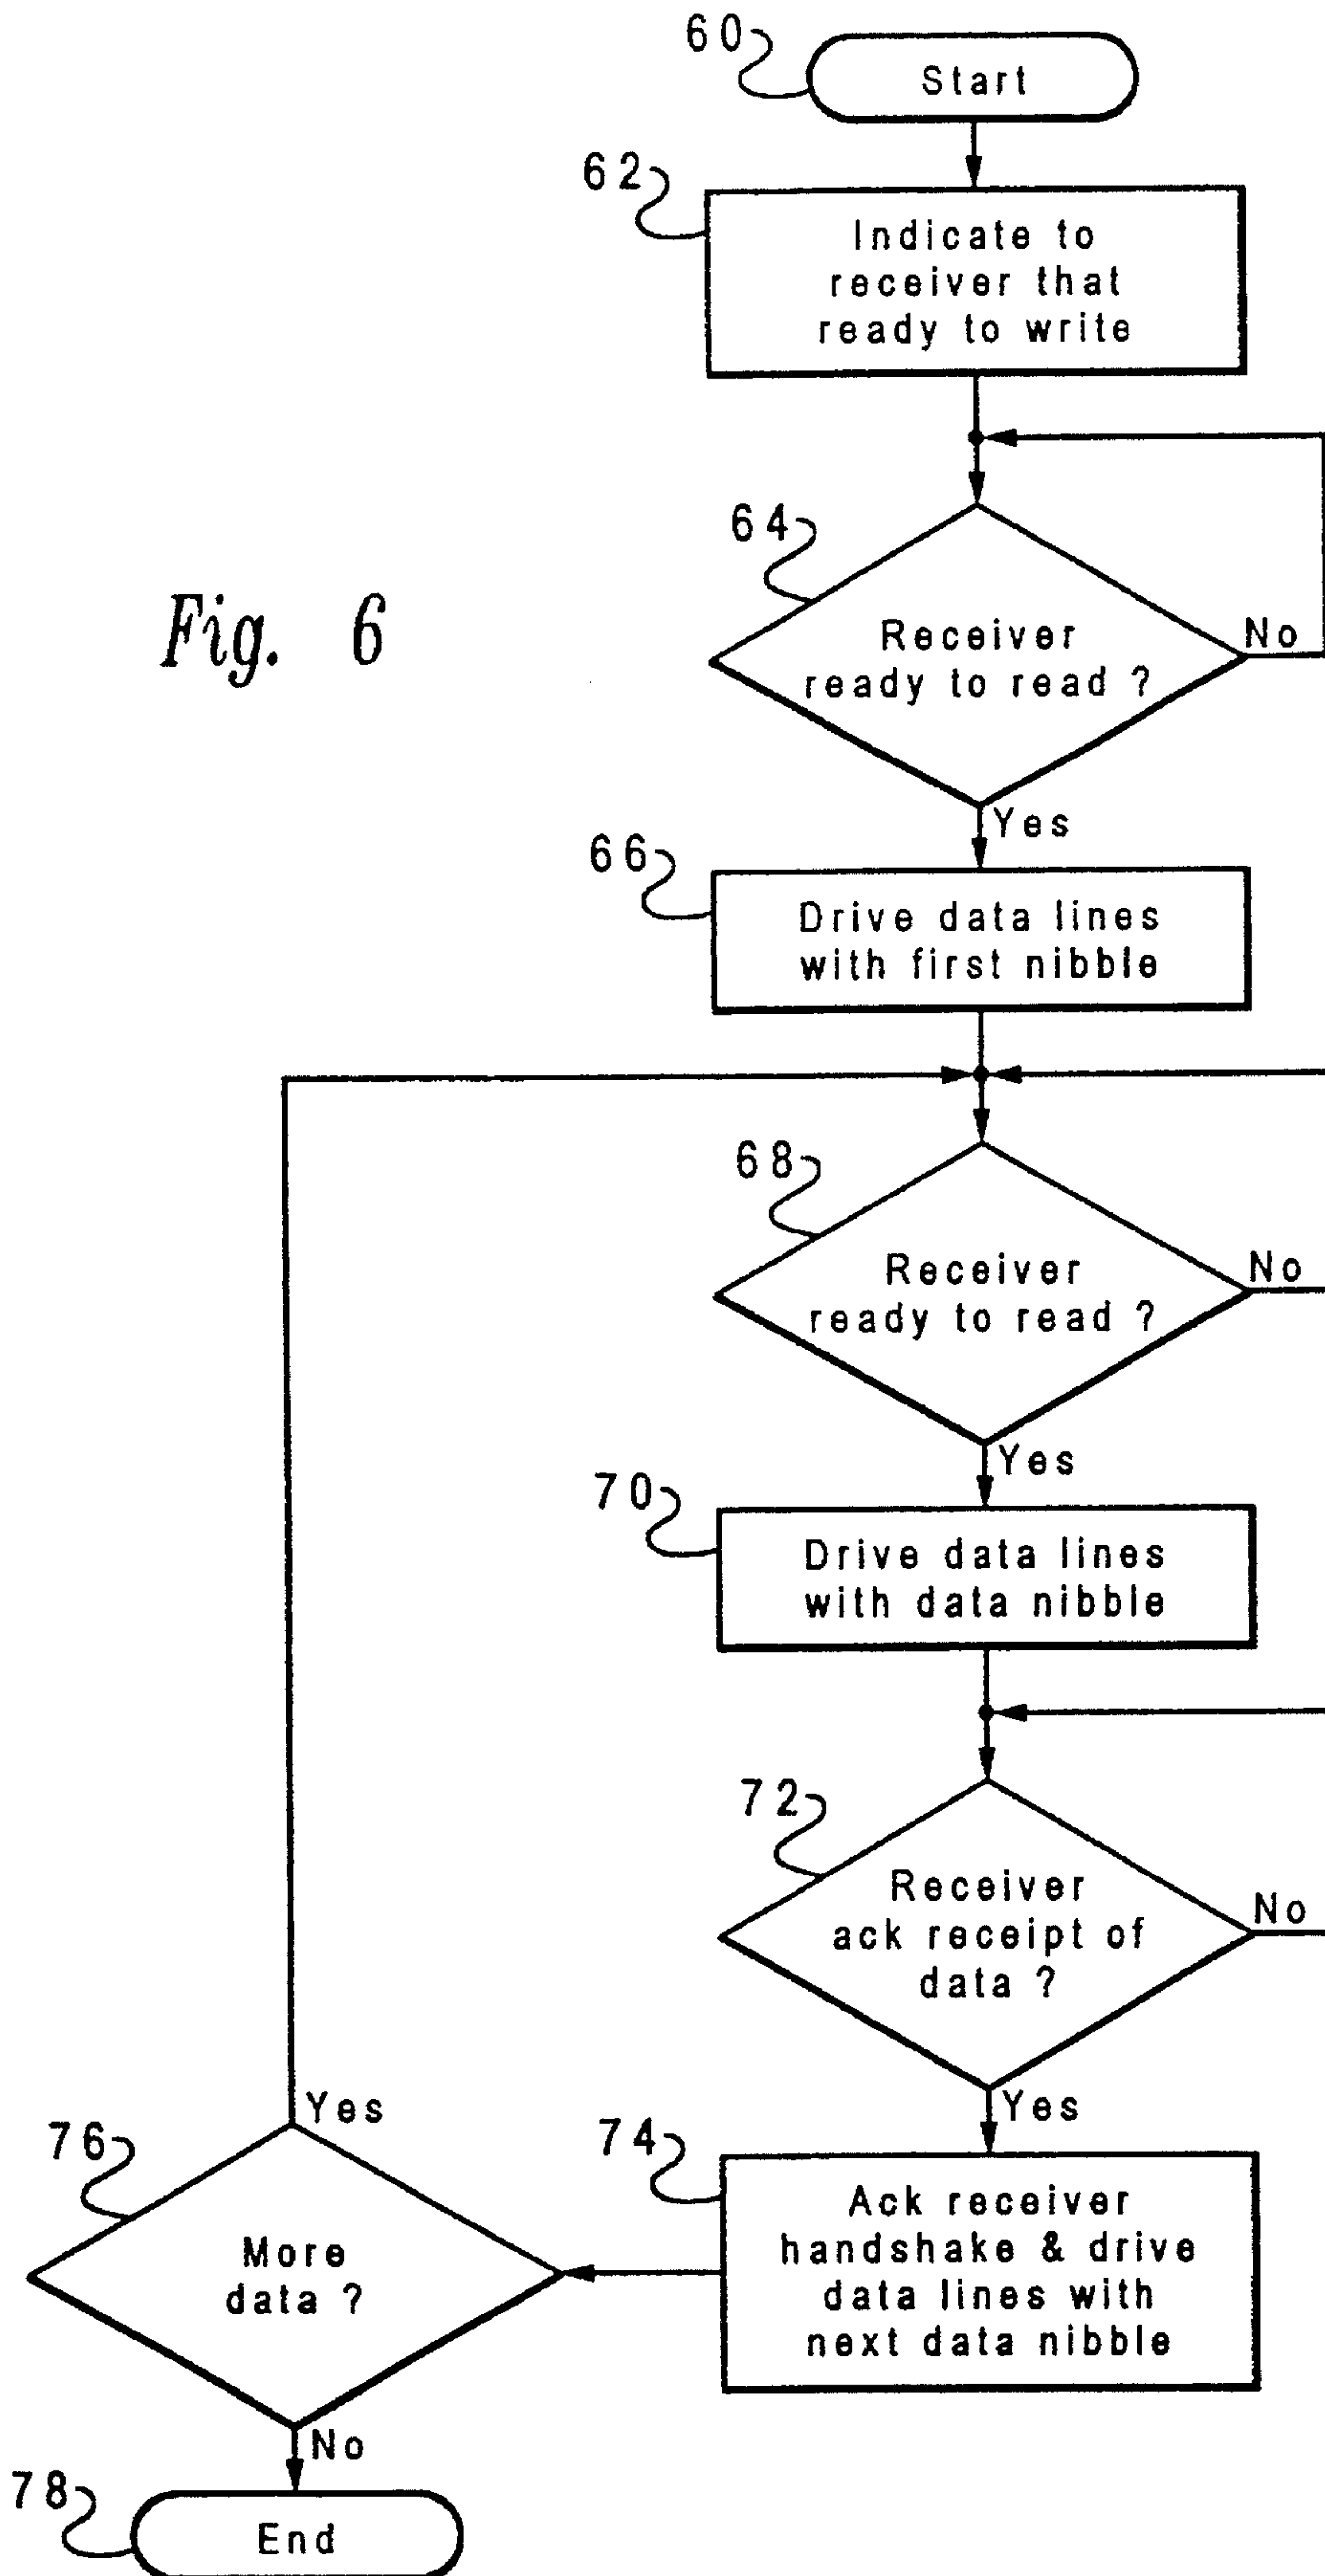 60
Start
62
Indicate to
receiver that
ready to write
64
Receiver
ready to read ?
No
Fig. 6
Yes
66
Drive data lines
with first nibble
68
Receiver
ready to read ?
No
Yes
70
Drive data lines
with data nibble
72
Receiver
ack receipt of
data ?
No
Yes
74
Ack receiver
handshake & drive
data lines with
next data nibble
Yes
76
More
data ?
No
78
End